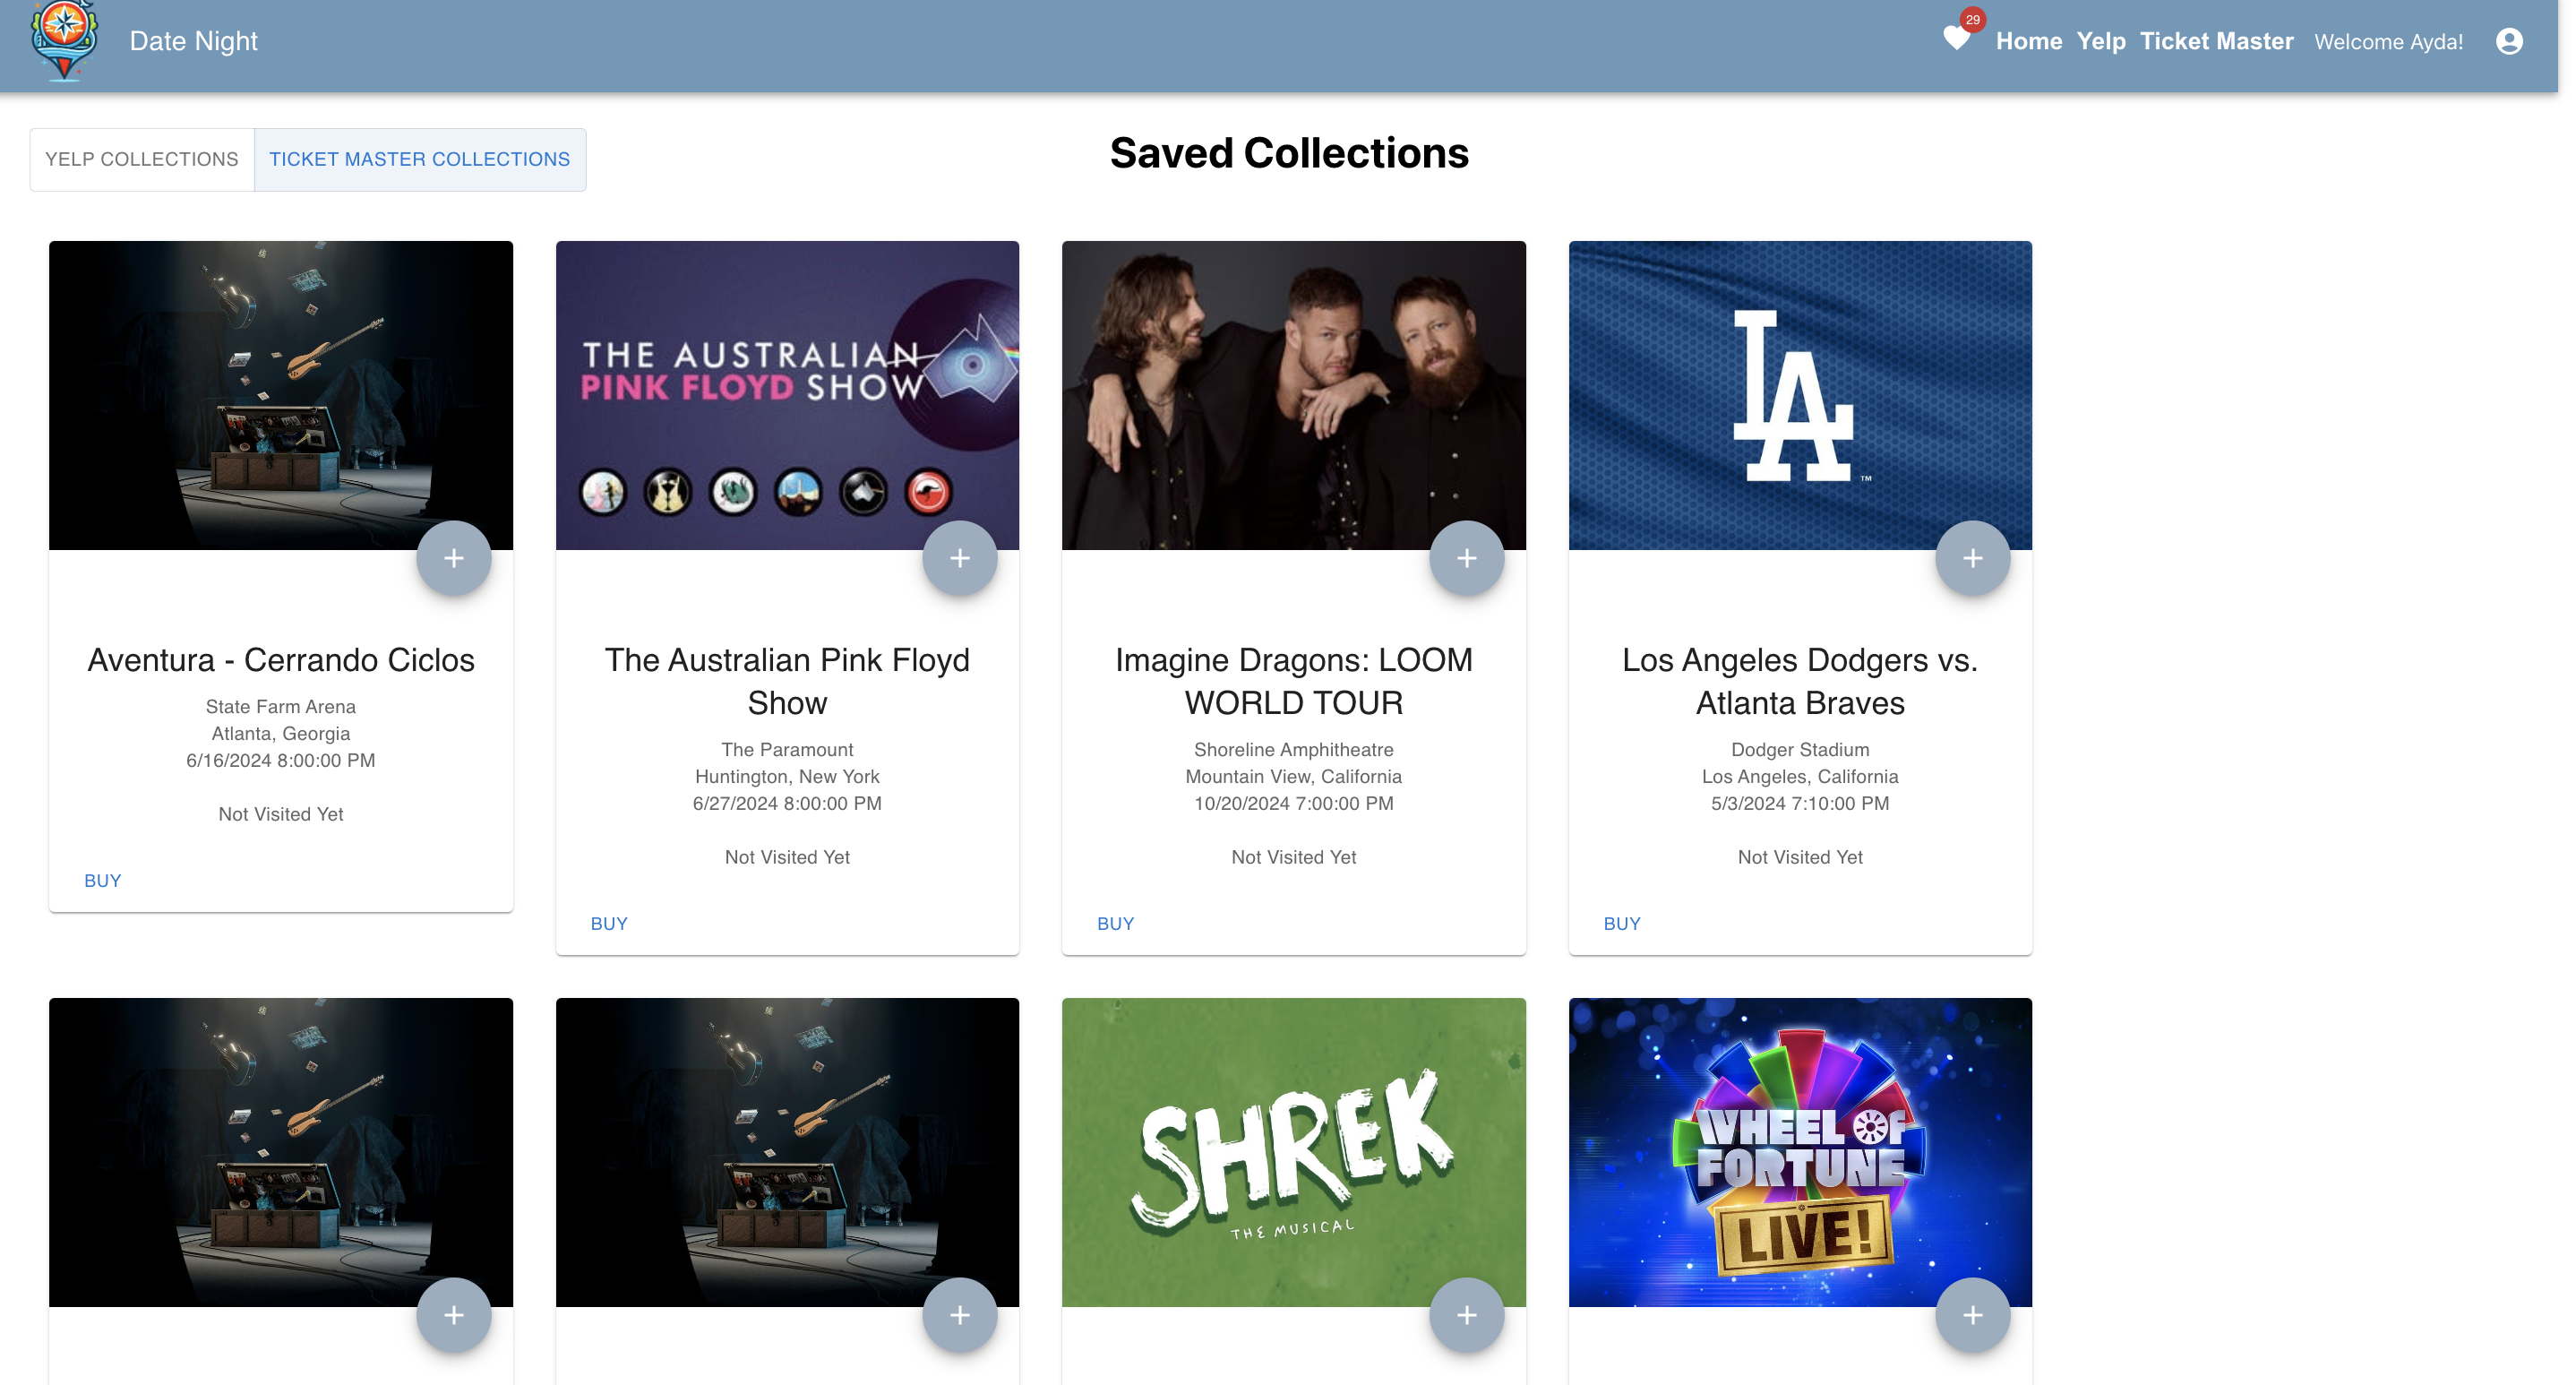 Date Night
29
Home Yelp Ticket Master Welcome Ayda!
YELP COLLECTIONS TICKET MASTER COLLECTIONS
Saved Collections
THE AUSTRALIAN
PINK FLOYD SHOW
LA
TM
Aventura - Cerrando Ciclos
State Farm Arena
Atlanta, Georgia
6/16/2024 8:00:00 PM
Not Visited Yet
BUY
The Australian Pink Floyd
Show
The Paramount
Huntington, New York
6/27/2024 8:00:00 PM
Not Visited Yet
BUY
Imagine Dragons: LOOM
WORLD TOUR
Shoreline Amphitheatre
Mountain View, California
10/20/2024 7:00:00 PM
Not Visited Yet
BUY
Los Angeles Dodgers vs.
Atlanta Braves
Dodger Stadium
Los Angeles, California
5/3/2024 7:10:00 PM
Not Visited Yet
BUY
SHREK
THE MUSICAL
WHEEL OF
FORTUNE
LIVE!